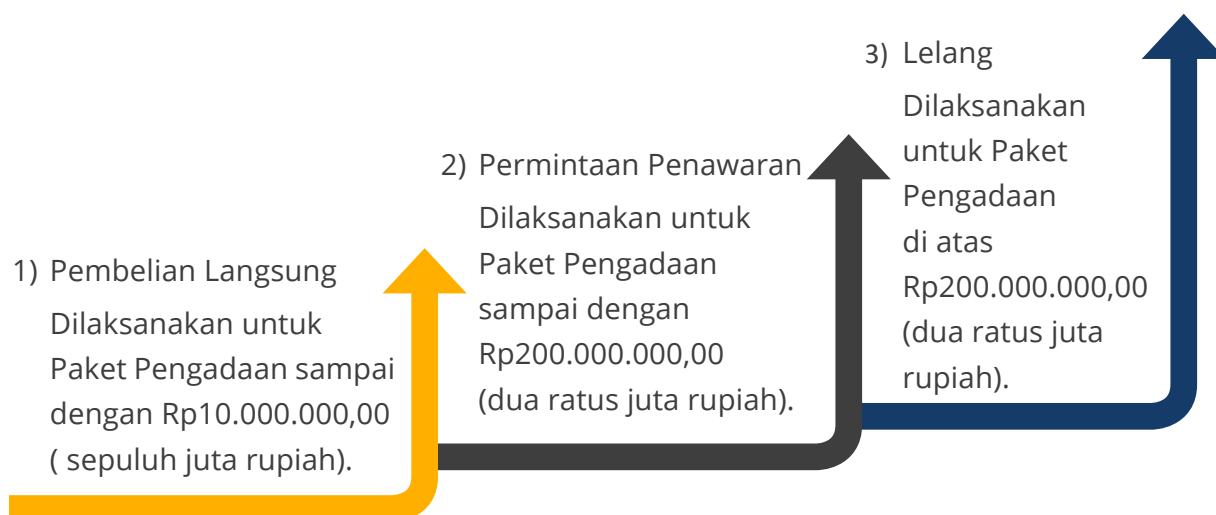 1) Pembelian Langsung
Dilaksanakan untuk
Paket Pengadaan sampai
dengan Rp10.000.000,00
( sepuluh juta rupiah).
2) Permintaan Penawaran
Dilaksanakan untuk
Paket Pengadaan
sampai dengan
Rp200.000.000,00
(dua ratus juta rupiah).
3) Lelang
Dilaksanakan
untuk Paket
Pengadaan
di atas
Rp200.000.000,00
(dua ratus juta
rupiah).